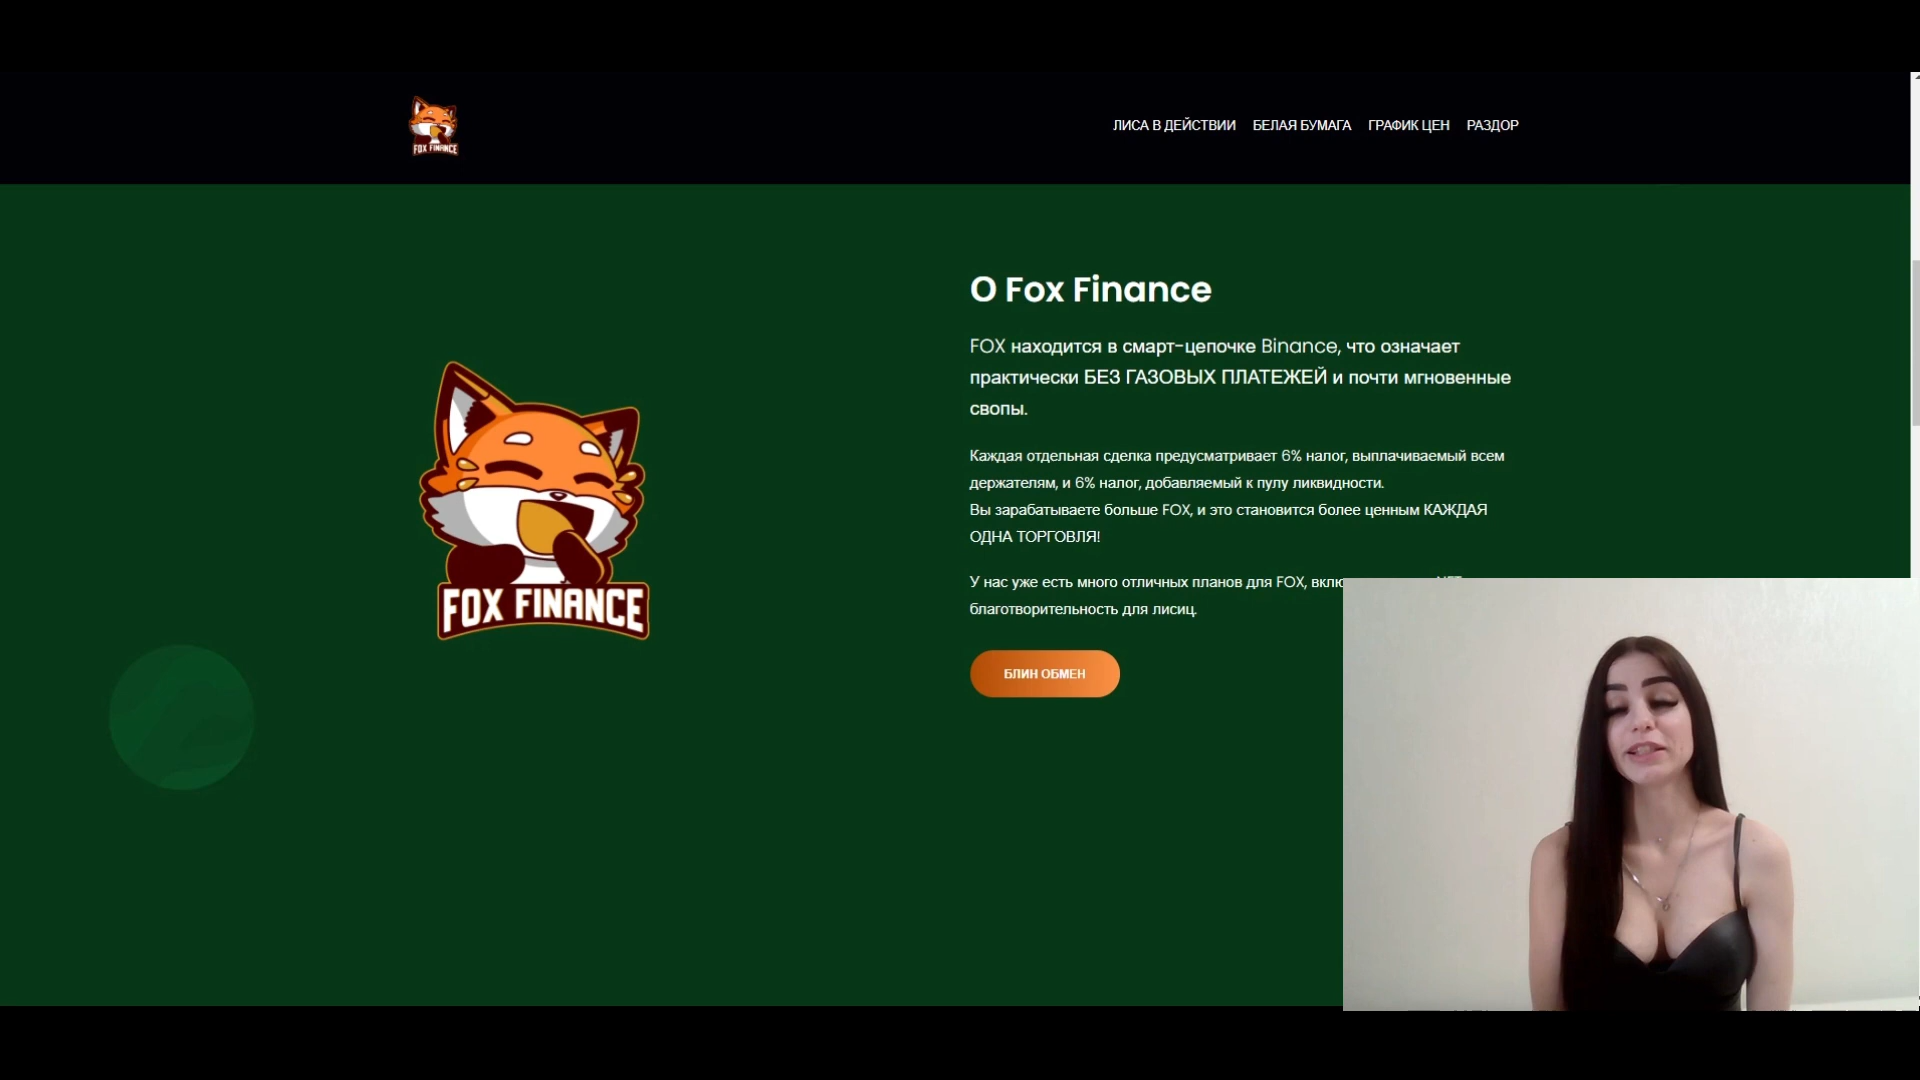 FOX FINANCE
ЛИСА В ДЕЙСТВИИ БЕЛАЯ БУМАГА ГРАФИК ЦЕН РАЗДОР
О Fox Finance
FOX находится в смарт-цепочке Binance, что означает
практически БЕЗ ГАЗОВЫХ ПЛАТЕЖЕЙ и почти мгновенные
свопы.
Каждая отдельная сделка предусматривает 6% налог, выплачиваемый всем
держателям, и 6% налог, добавляемый к пулу ликвидности.
Вы зарабатываете больше FOX, и это становится более ценным КАЖДАЯ
ОДНА ТОРГОВЛЯ!
У нас уже есть много отличных планов для FOX,
благотворительность для лисиц.
FOX FINANCE
БЛИН ОБМЕН